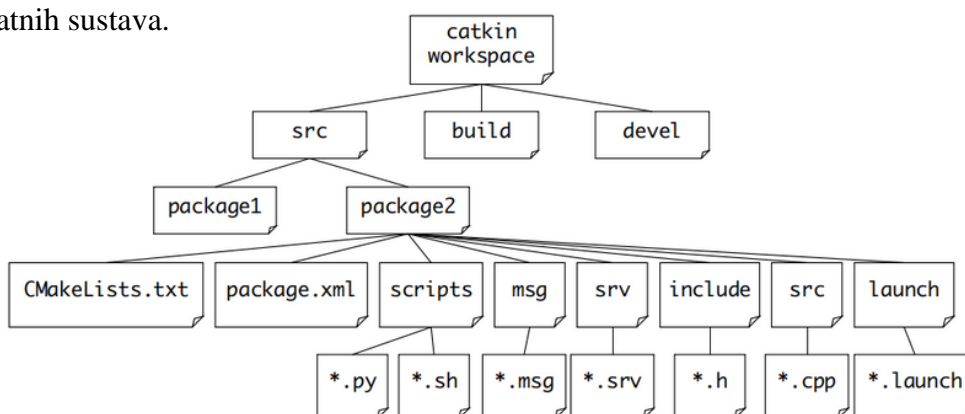 sustava.
catkin
workspace
src build devel
package1 package2
CMakeLists.txt package.xml scripts msg srv include src launch
*.py *.sh *.msg *.srv *.h *.cpp *.launch